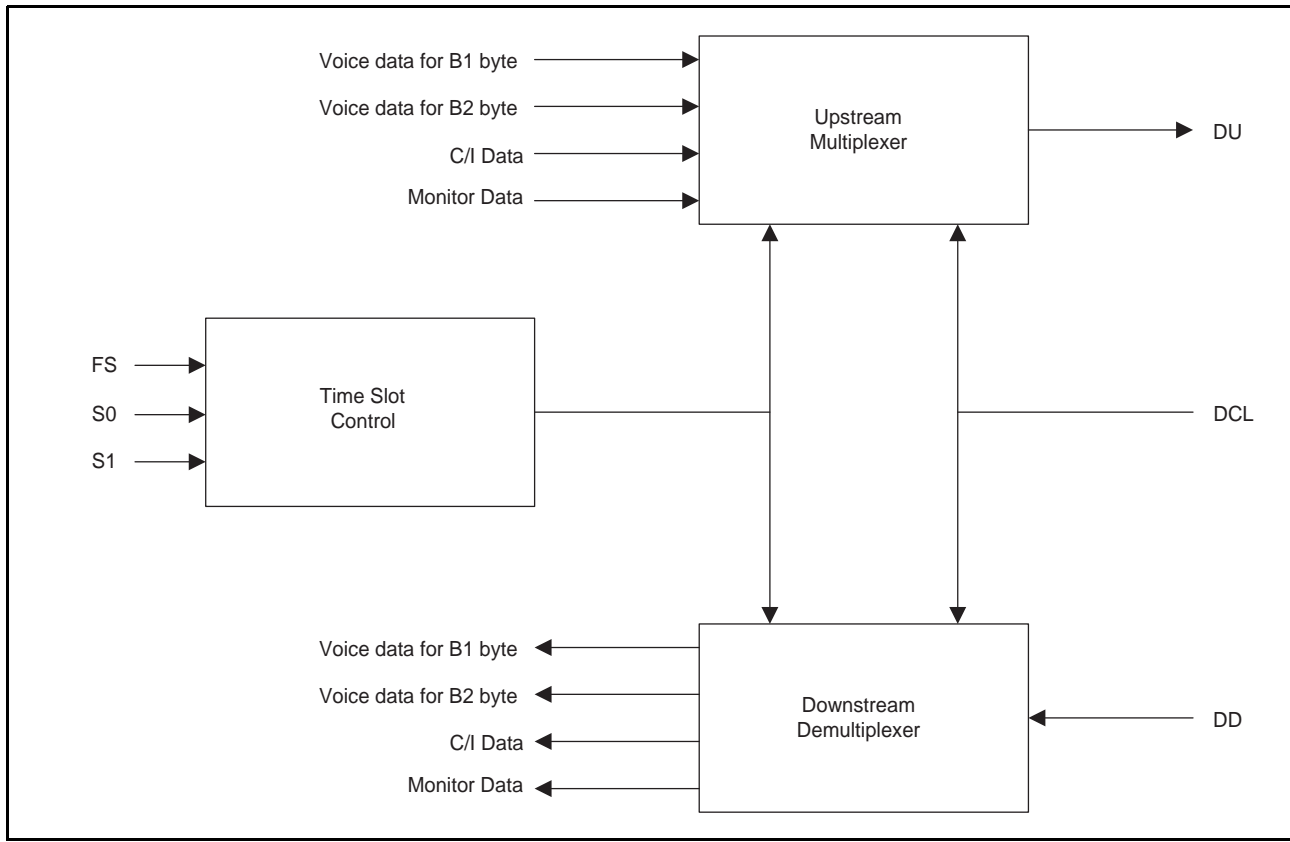 Voice data for B1 byte
Voice data for B2 byte
C/I Data
Monitor Data
Upstream
Multiplexer
DU
FS
S0
S1
Time Slot
Control
DCL
Voice data for B1 byte
Voice data for B2 byte
C/I Data
Monitor Data
Downstream
Demultiplexer
DD